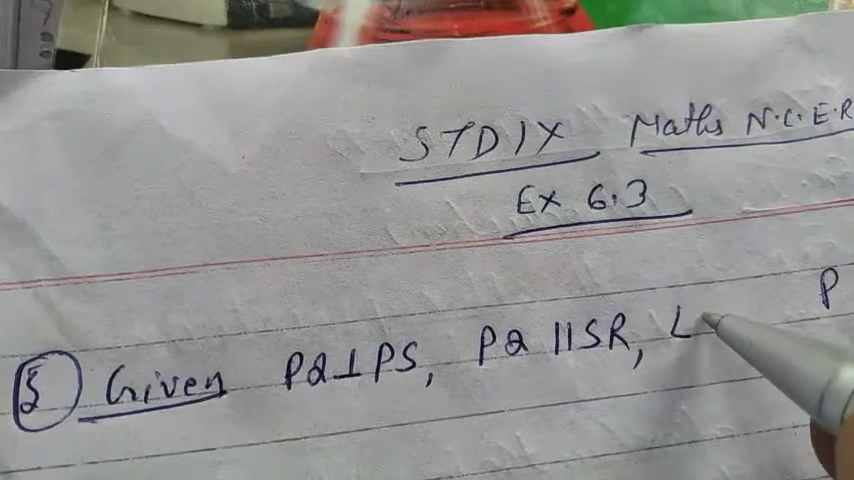 STD IX Maths N.C.E.R
Ex 6.3
P
5 Given PQ⊥PS, PQ ||SR, L